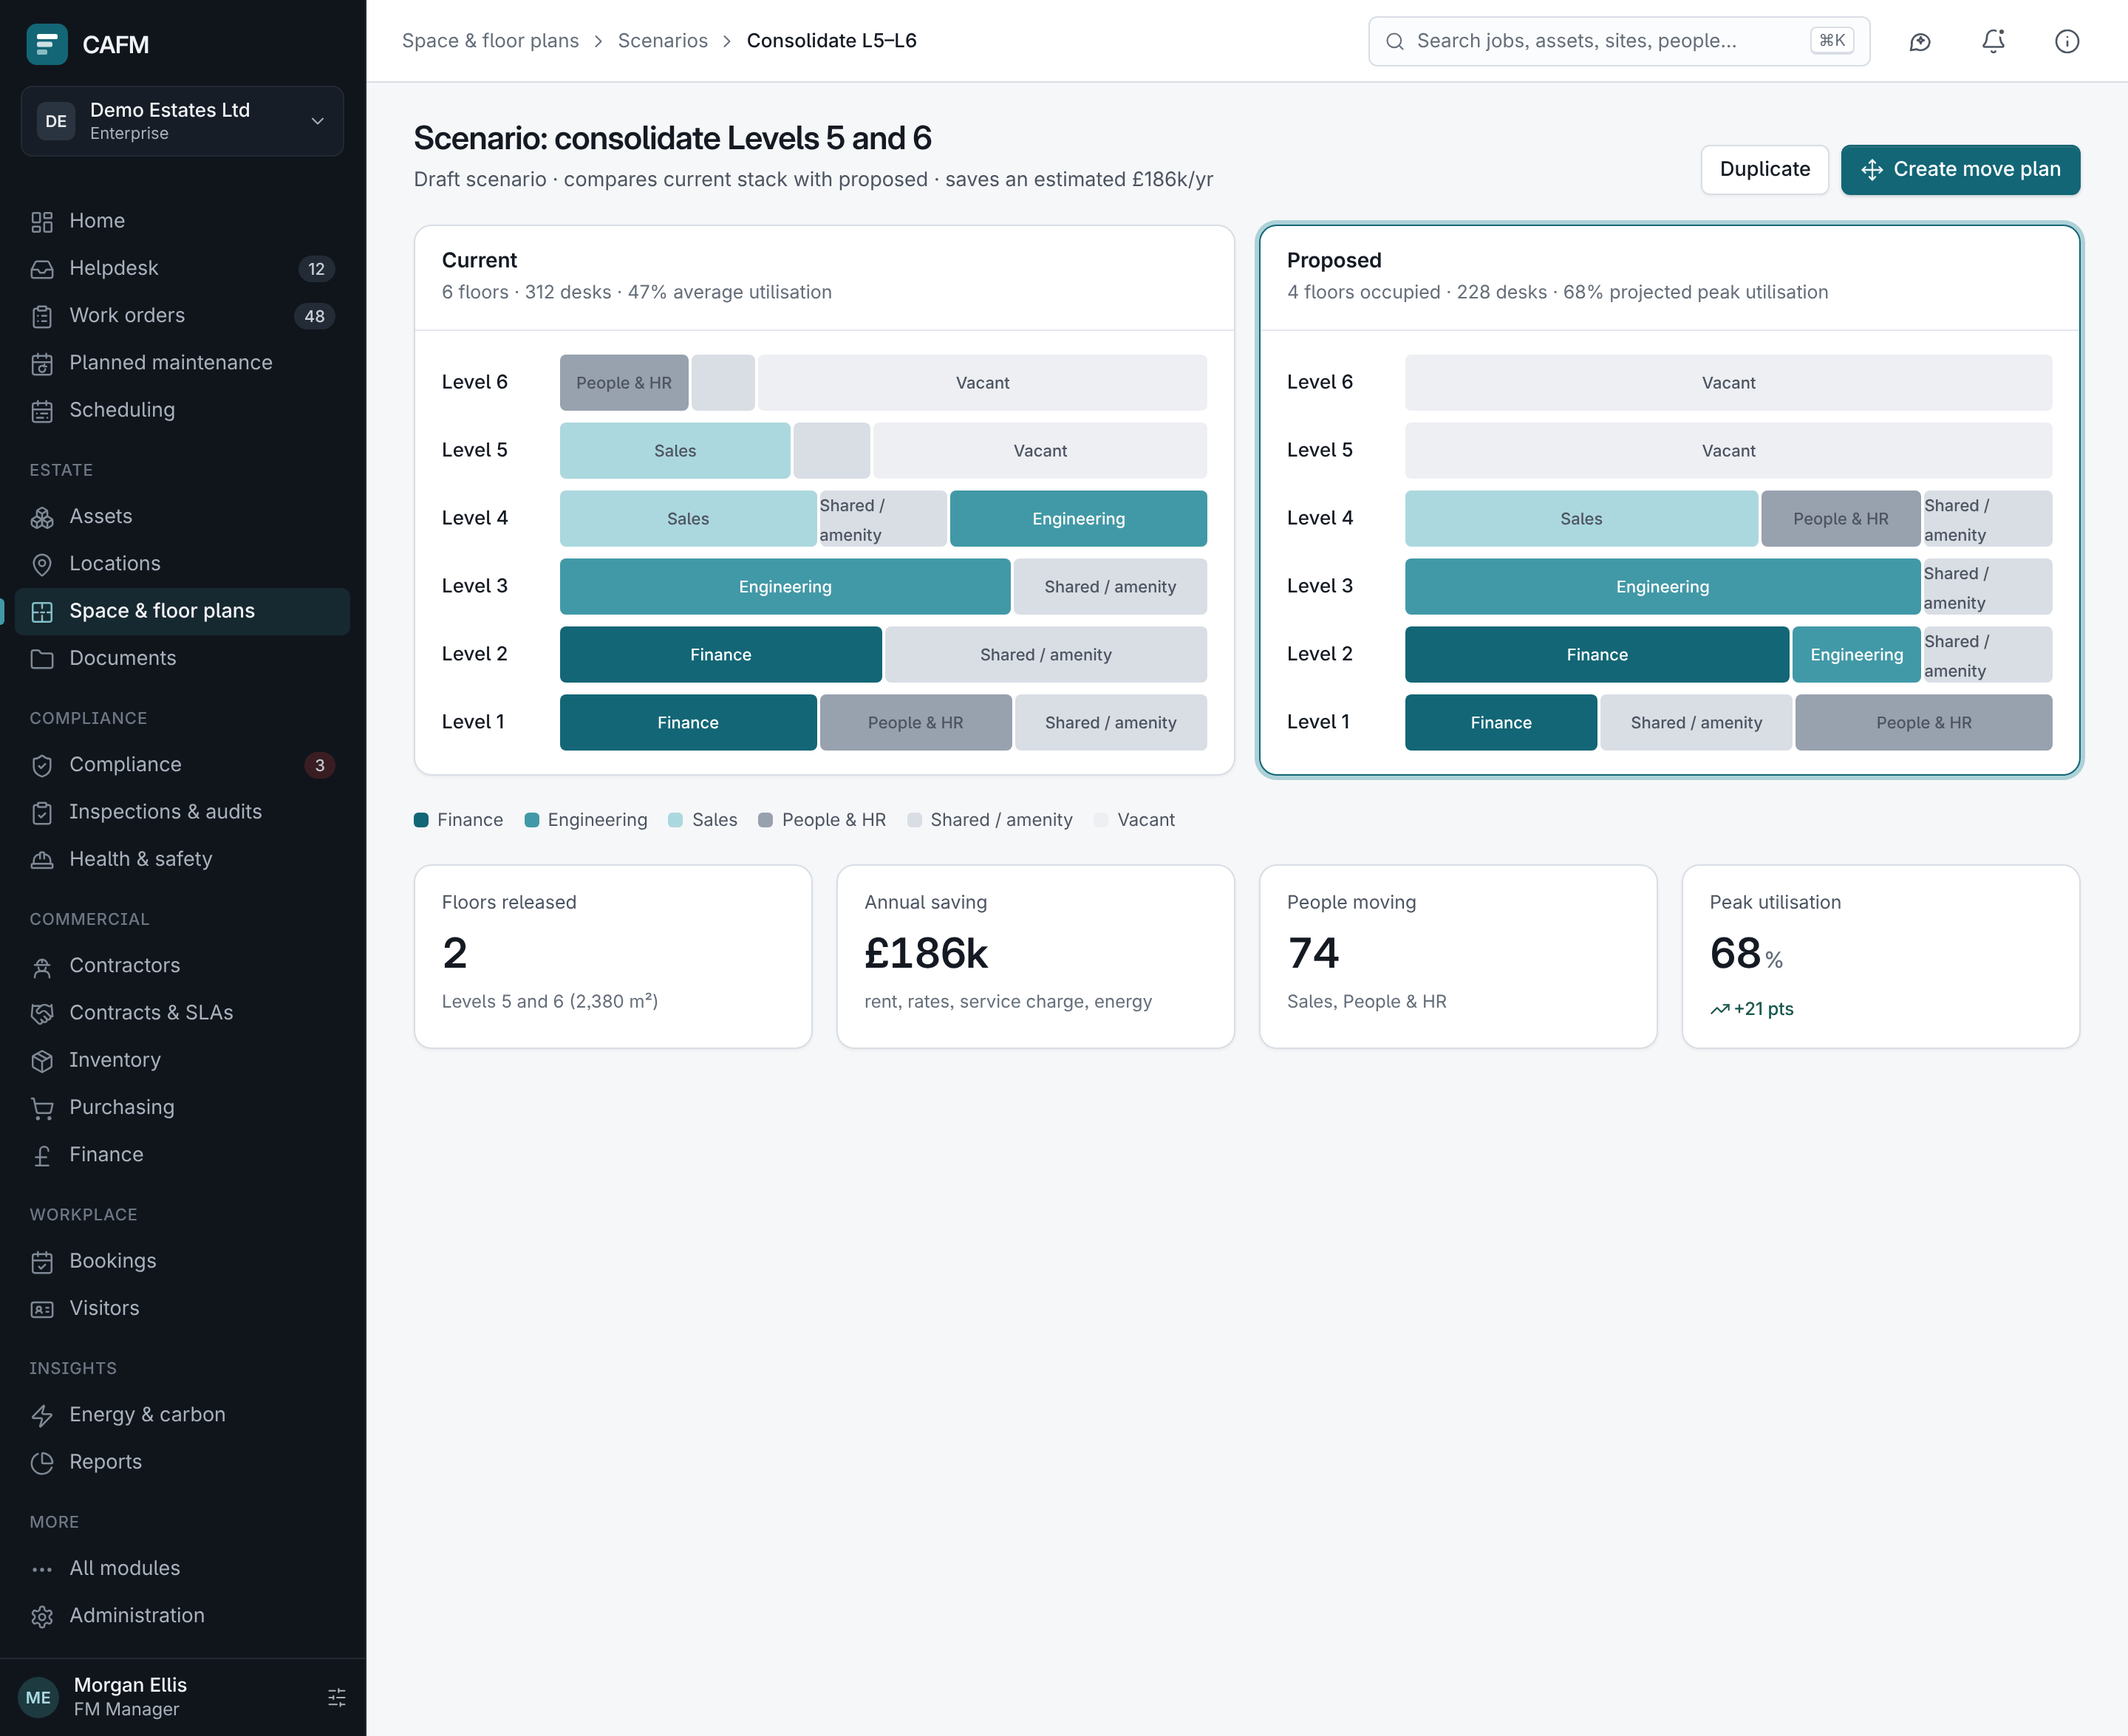 CAFM
DE
Demo Estates Ltd
Enterprise
Home
Helpdesk 12
Work orders 48
Planned maintenance
Scheduling
ESTATE
Assets
Locations
Space & floor plans
Documents
COMPLIANCE
Compliance 3
Inspections & audits
Health & safety
COMMERCIAL
Contractors
Contracts & SLAs
Inventory
Purchasing
Finance
WORKPLACE
Bookings
Visitors
INSIGHTS
Energy & carbon
Reports
MORE
All modules
Administration
ME
Morgan Ellis
FM Manager
Space & floor plans > Scenarios > Consolidate L5–L6
Search jobs, assets, sites, people... ⌘K
Scenario: consolidate Levels 5 and 6
Draft scenario · compares current stack with proposed · saves an estimated £186k/yr
Duplicate
Create move plan
Current
6 floors · 312 desks · 47% average utilisation
Level 6 People & HR Vacant
Level 5 Sales Vacant
Level 4 Sales Shared / amenity Engineering
Level 3 Engineering Shared / amenity
Level 2 Finance Shared / amenity
Level 1 Finance People & HR Shared / amenity
Proposed
4 floors occupied · 228 desks · 68% projected peak utilisation
Level 6 Vacant
Level 5 Vacant
Level 4 Sales People & HR Shared / amenity
Level 3 Engineering Shared / amenity
Level 2 Finance Engineering Shared / amenity
Level 1 Finance Shared / amenity People & HR
Finance Engineering Sales People & HR Shared / amenity Vacant
Floors released
2
Levels 5 and 6 (2,380 m²)
Annual saving
£186k
rent, rates, service charge, energy
People moving
74
Sales, People & HR
Peak utilisation
68%
+21 pts